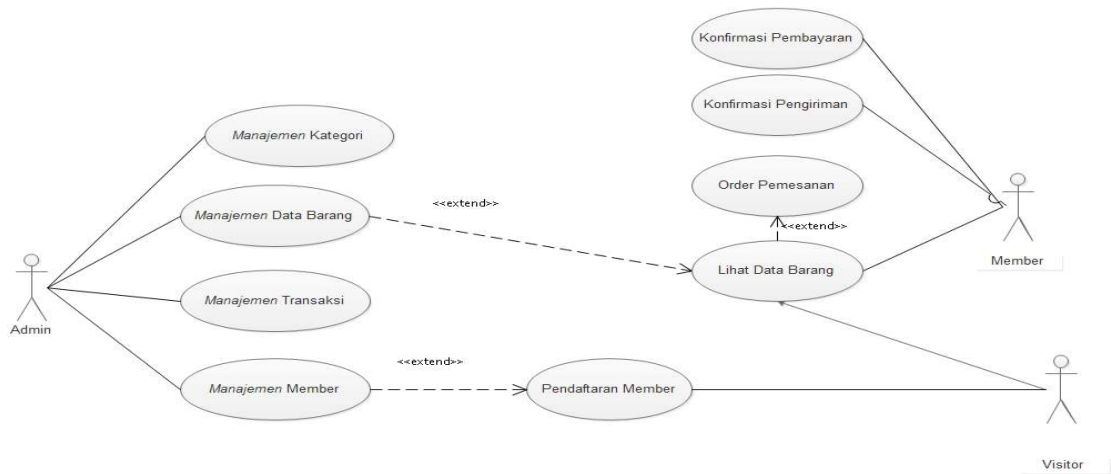 Konfirmasi Pembayaran
Konfirmasi Pengiriman
Manajemen Kategori
Order Pemesanan
<<extend>>
Manajemen Data Barang
<<extend>>
Member
Lihat Data Barang
Manajemen Transaksi
Admin
<<extend>>
Manajemen Member
Pendaftaran Member
Visitor